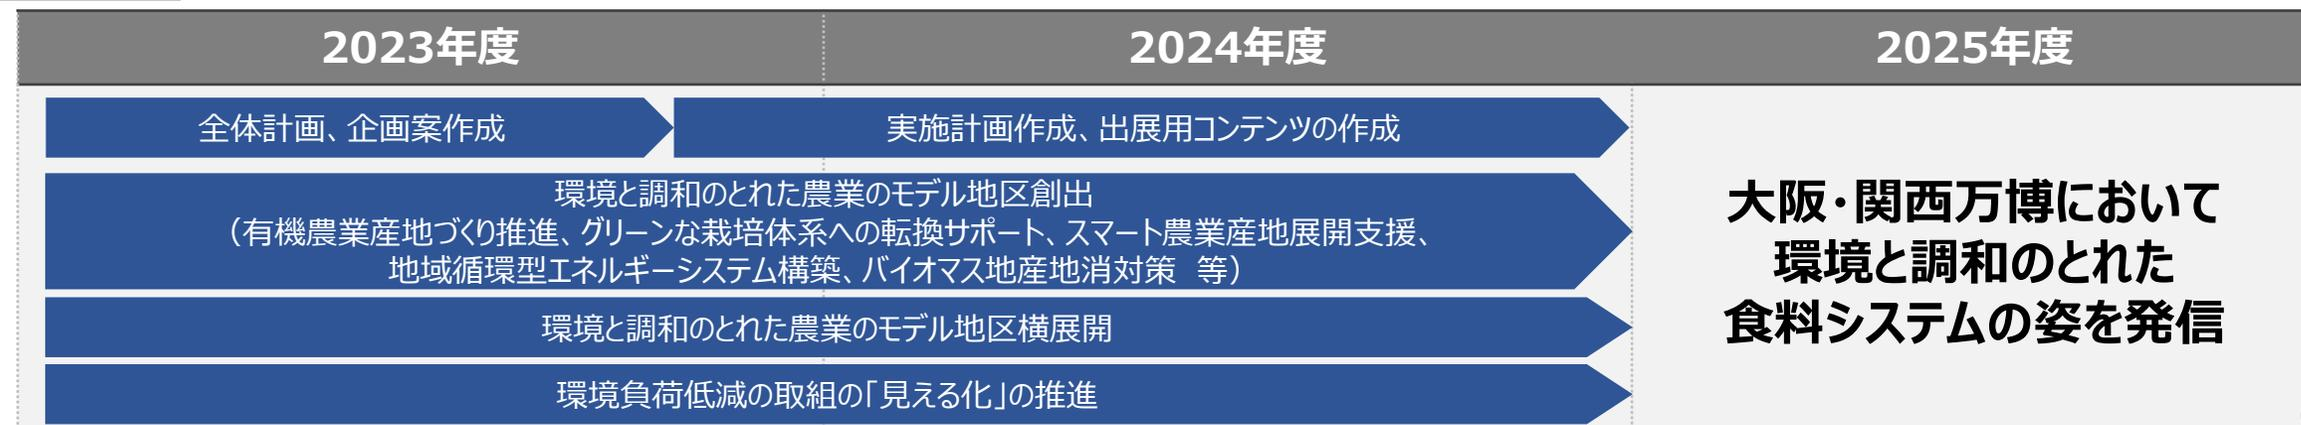 2023年度
2024年度
2025年度
全体計画、企画案作成
実施計画作成、出展用コンテンツの作成
環境と調和のとれた農業のモデル地区創出
（有機農業産地づくり推進、グリーンな栽培体系への転換サポート、スマート農業産地展開支援、
地域循環型エネルギーシステム構築、バイオマス地産地消対策　等）
環境と調和のとれた農業のモデル地区横展開
環境負荷低減の取組の「見える化」の推進
大阪・関西万博において
環境と調和のとれた
食料システムの姿を発信